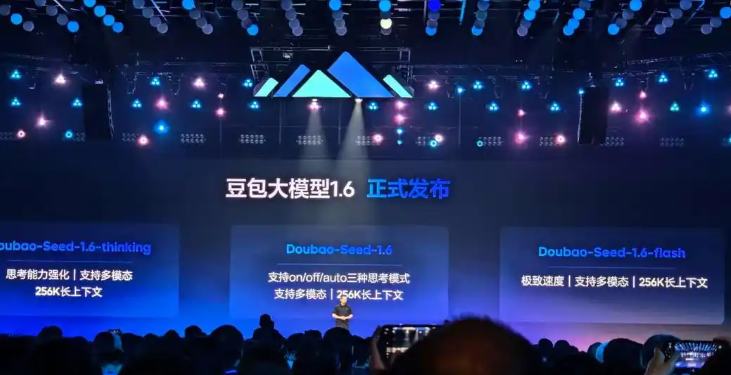 豆包大模型1.6 正式发布
oubao-Seed-1.6-thinking
思考能力强化 | 支持多模态
256K长上下文
Doubao-Seed-1.6
支持on/off/auto三种思考模式
支持多模态 | 256K长上下文
Doubao-Seed-1.6-flash
极致速度 | 支持多模态 | 256K长上下文